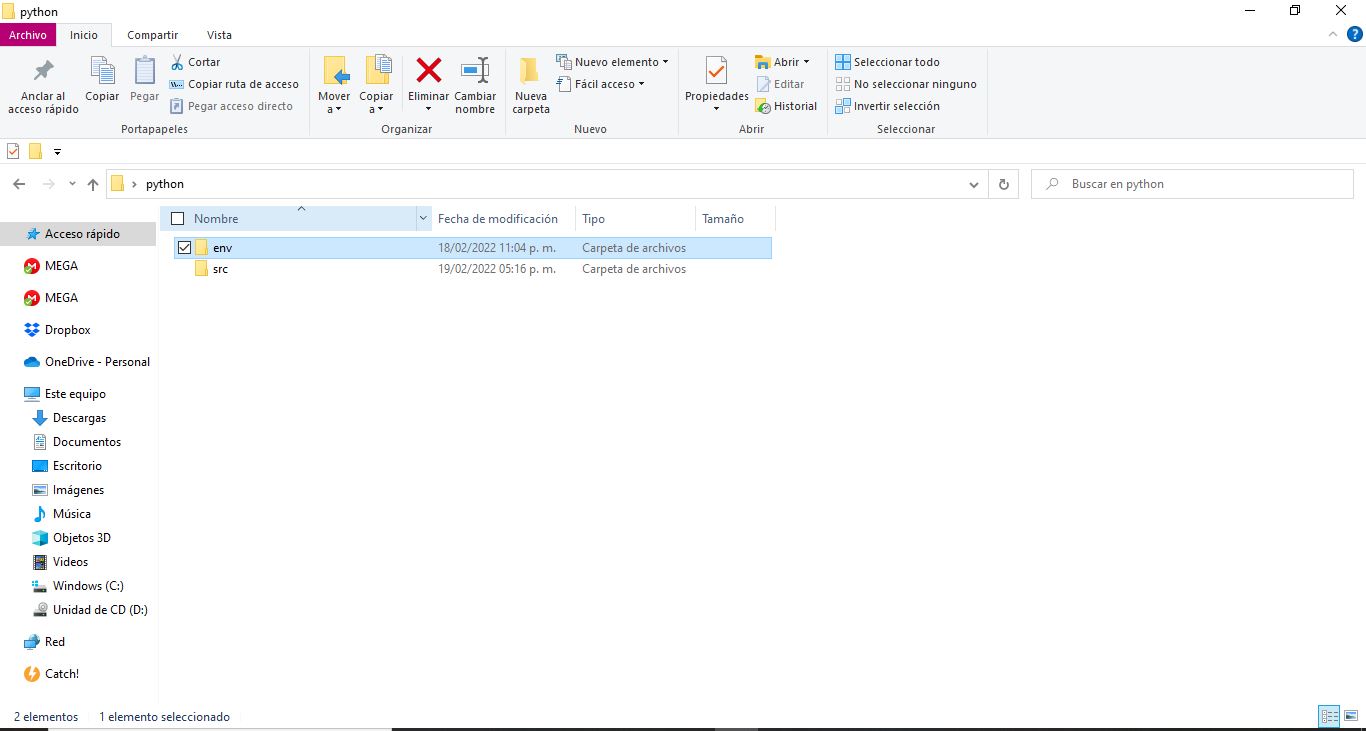 python
Archivo Inicio Compartir Vista
Anclar al acceso rápido
Copiar
Pegar
Cortar
Copiar ruta de acceso
Pegar acceso directo
Portapapeles
Mover a
Copiar a
Eliminar
Cambiar nombre
Organizar
Nueva carpeta
Nuevo elemento
Fácil acceso
Nuevo
Propiedades
Abrir
Editar
Historial
Abrir
Seleccionar todo
No seleccionar ninguno
Invertir selección
Seleccionar
python
Buscar en python
Nombre Fecha de modificación Tipo Tamaño
env 18/02/2022 11:04 p. m. Carpeta de archivos
src 19/02/2022 05:16 p. m. Carpeta de archivos
Acceso rápido
MEGA
MEGA
Dropbox
OneDrive - Personal
Este equipo
Descargas
Documentos
Escritorio
Imágenes
Música
Objetos 3D
Videos
Windows (C:)
Unidad de CD (D:)
Red
Catch!
2 elementos 1 elemento seleccionado